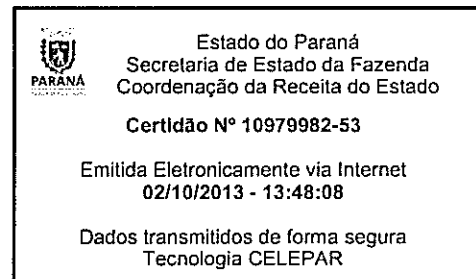 PARANÁ
Estado do Paraná
Secretaria de Estado da Fazenda
Coordenação da Receita do Estado
Certidão Nº 10979982-53
Emitida Eletronicamente via Internet
02/10/2013 - 13:48:08
Dados transmitidos de forma segura
Tecnologia CELEPAR